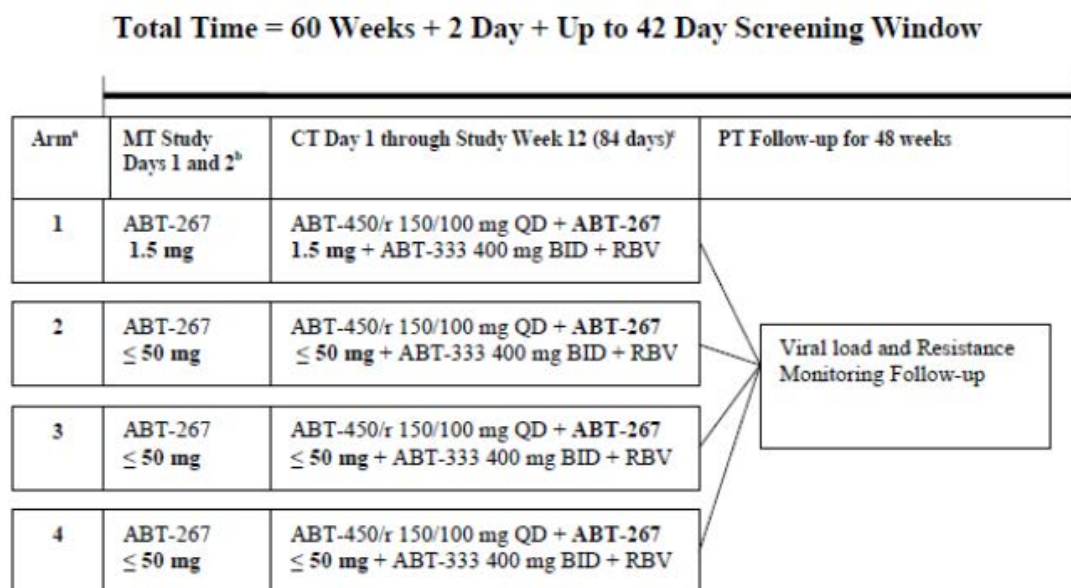 Total Time = 60 Weeks + 2 Day + Up to 42 Day Screening Window
Armᵃ
MT Study
Days 1 and 2ᵇ
CT Day 1 through Study Week 12 (84 days)ᶜ
PT Follow-up for 48 weeks
1
ABT-267
1.5 mg
ABT-450/r 150/100 mg QD + ABT-267
1.5 mg + ABT-333 400 mg BID + RBV
2
ABT-267
≤ 50 mg
ABT-450/r 150/100 mg QD + ABT-267
≤ 50 mg + ABT-333 400 mg BID + RBV
3
ABT-267
≤ 50 mg
ABT-450/r 150/100 mg QD + ABT-267
≤ 50 mg + ABT-333 400 mg BID + RBV
4
ABT-267
≤ 50 mg
ABT-450/r 150/100 mg QD + ABT-267
≤ 50 mg + ABT-333 400 mg BID + RBV
Viral load and Resistance
Monitoring Follow-up